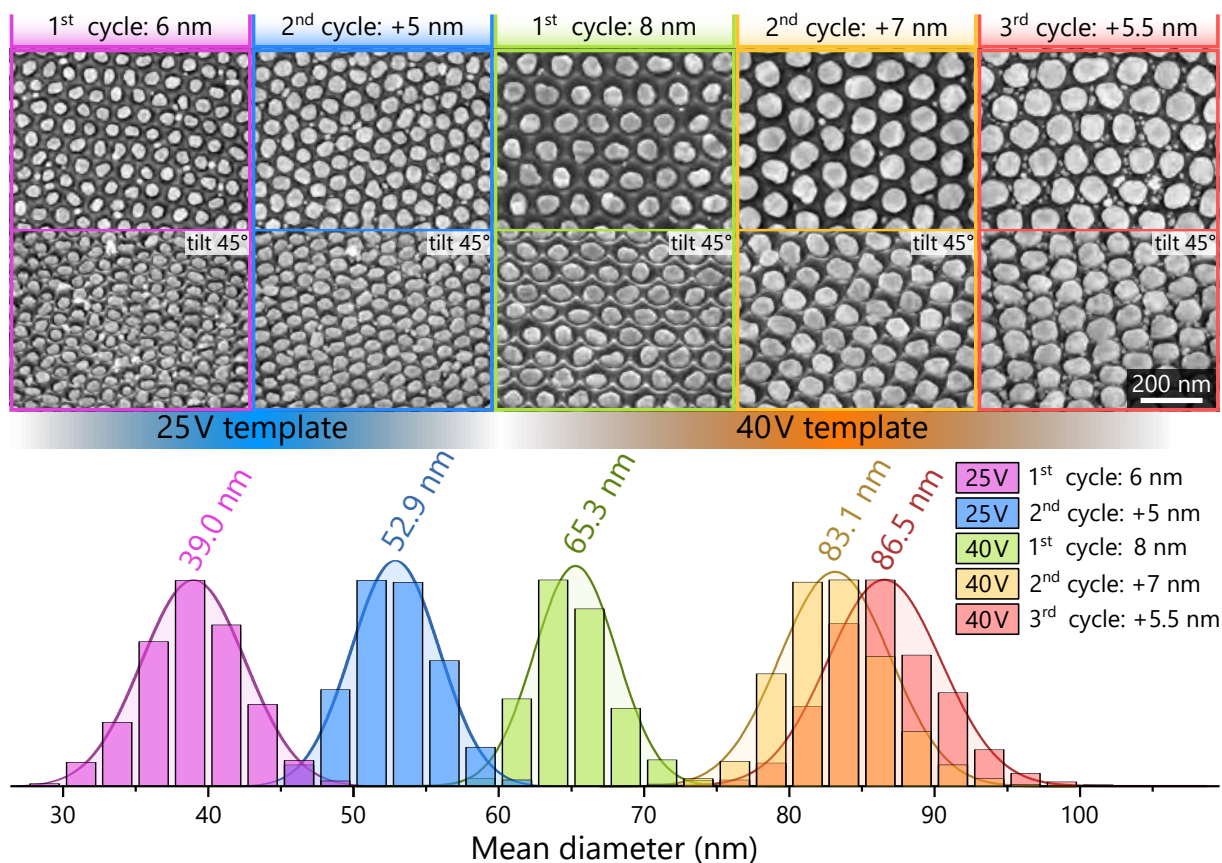 1st cycle: 6 nm
2nd cycle: +5 nm
1st cycle: 8 nm
2nd cycle: +7 nm
3rd cycle: +5.5 nm
tilt 45°
tilt 45°
tilt 45°
tilt 45°
tilt 45°
200 nm
25V template
40V template
39.0 nm
52.9 nm
65.3 nm
83.1 nm
86.5 nm
25V 1st cycle: 6 nm
25V 2nd cycle: +5 nm
40V 1st cycle: 8 nm
40V 2nd cycle: +7 nm
40V 3rd cycle: +5.5 nm
30 40 50 60 70 80 90 100
Mean diameter (nm)